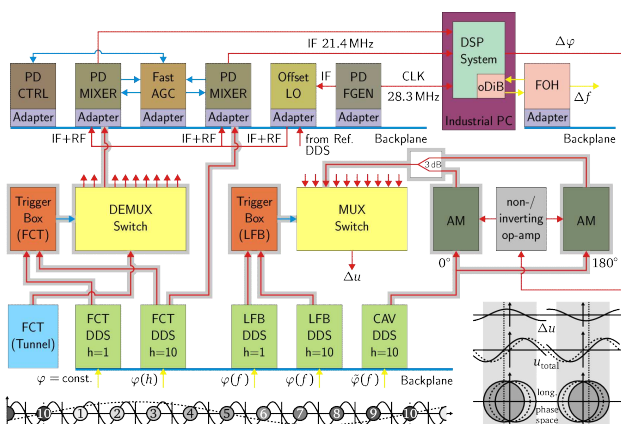 IF 21.4 MHz
Δφ
PD
CTRL
Adapter
PD
MIXER
Adapter
Fast
AGC
Adapter
PD
MIXER
Adapter
Offset
LO
Adapter
IF
PD
FGEN
Adapter
CLK
28.3 MHz
DSP
System
oDiB
Industrial PC
FOH
Adapter
Δf
IF+RF
IF+RF
IF+RF
from Ref.
DDS
Backplane
Backplane
3 dB
Trigger
Box
(FCT)
DEMUX
Switch
Trigger
Box
(LFB)
MUX
Switch
Δu
AM
non-/
inverting
op-amp
AM
0°
180°
FCT
(Tunnel)
FCT
DDS
h=1
FCT
DDS
h=10
LFB
DDS
h=1
LFB
DDS
h=10
CAV
DDS
h=10
φ = const.
φ(h)
φ(f)
φ(f)
φ̃(f)
Backplane
Δu
u_total
long.
phase
space
10 1 2 3 4 5 6 7 8 9 10